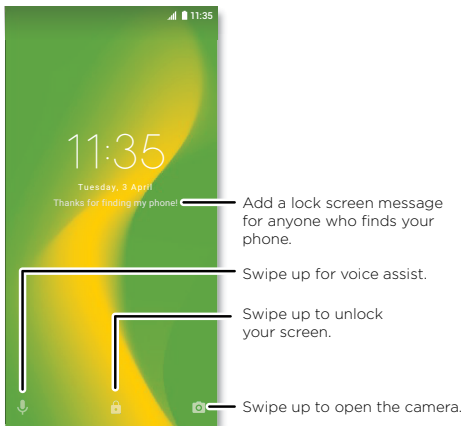 11:35
11:35
Tuesday, 3 April
Thanks for finding my phone!
Add a lock screen message
for anyone who finds your
phone.
Swipe up for voice assist.
Swipe up to unlock
your screen.
Swipe up to open the camera.